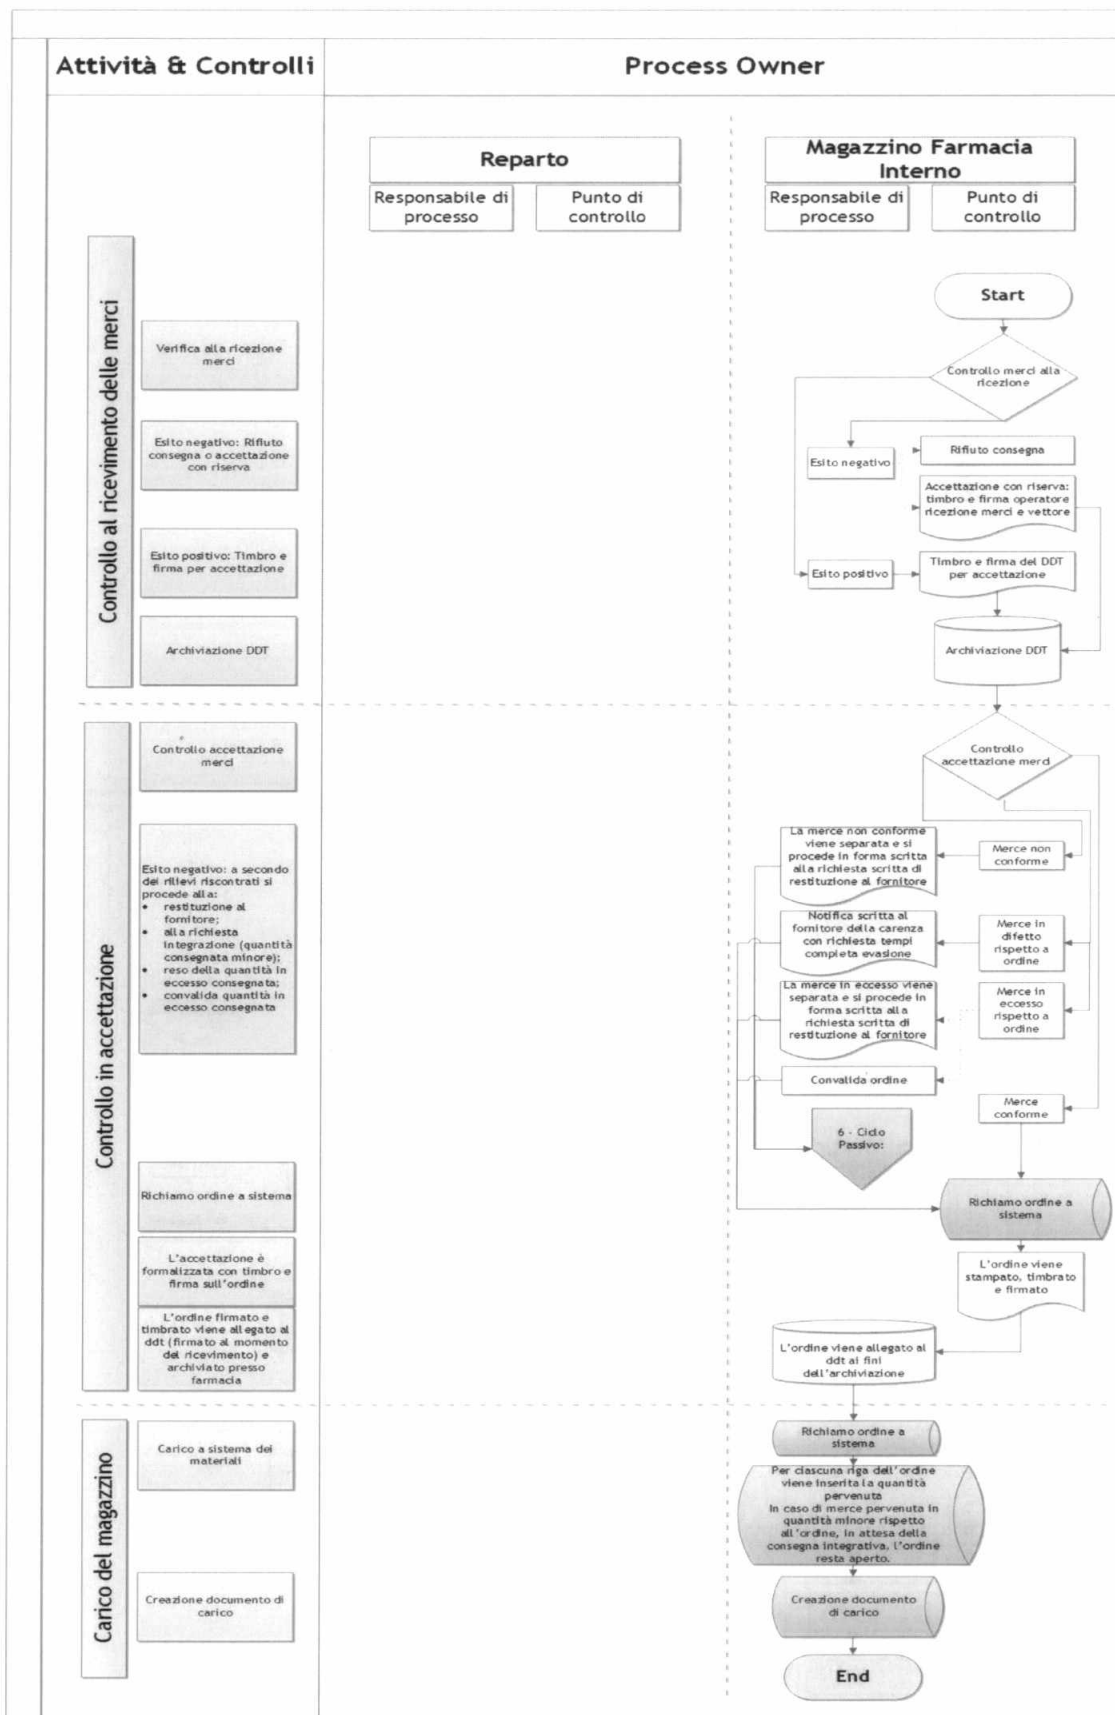 Attività & Controlli
Process Owner
Reparto
Responsabile di
processo
Punto di
controllo
Magazzino Farmacia
Interno
Responsabile di
processo
Punto di
controllo
Controllo al ricevimento delle merci
Verifica alla ricezione
merci
Esito negativo: Rifiuto
consegna o accettazione
con riserva
Esito positivo: Timbro e
firma per accettazione
Archiviazione DDT
Start
Controllo merci alla
ricezione
Esito negativo
Rifiuto consegna
Accettazione con riserva:
timbro e firma operatore
ricezione merci e vettore
Esito positivo
Timbro e firma del DDT
per accettazione
Archiviazione DDT
Controllo in accettazione
Controllo accettazione
merci
Esito negativo: a secondo
dei rilievi riscontrati si
procede alla:
• restituzione al
fornitore;
• alla richiesta
integrazione (quantità
consegnata minore);
• reso della quantità in
eccesso consegnata;
• convalida quantità in
eccesso consegnata
Richiamo ordine a sistema
L'accettazione è
formalizzata con timbro e
firma sull'ordine
L'ordine firmato e
timbrato viene allegato al
ddt (firmato al momento
del ricevimento) e
archiviato presso
farmacia
Controllo
accettazione merci
La merce non conforme
viene separata e si
procede in forma scritta
alla richiesta scritta di
restituzione al fornitore
Merce non
conforme
Notifica scritta al
fornitore della carenza
con richiesta tempi
completa evasione
Merce in
difetto
rispetto a
ordine
La merce in eccesso viene
separata e si procede in
forma scritta alla
richiesta scritta di
restituzione al fornitore
Merce in
eccesso
rispetto a
ordine
Convalida ordine
Merce
conforme
6 - Ciclo
Passivo:
Richiamo ordine a
sistema
L'ordine viene
stampato, timbrato
e firmato
L'ordine viene allegato al
ddt ai fini
dell'archiviazione
Carico del magazzino
Carico a sistema dei
materiali
Creazione documento di
carico
Richiamo ordine a
sistema
Per ciascuna riga dell'ordine
viene inserita la quantità
pervenuta
In caso di merce pervenuta in
quantità minore rispetto
all'ordine, in attesa della
consegna integrativa, l'ordine
resta aperto.
Creazione documento
di carico
End